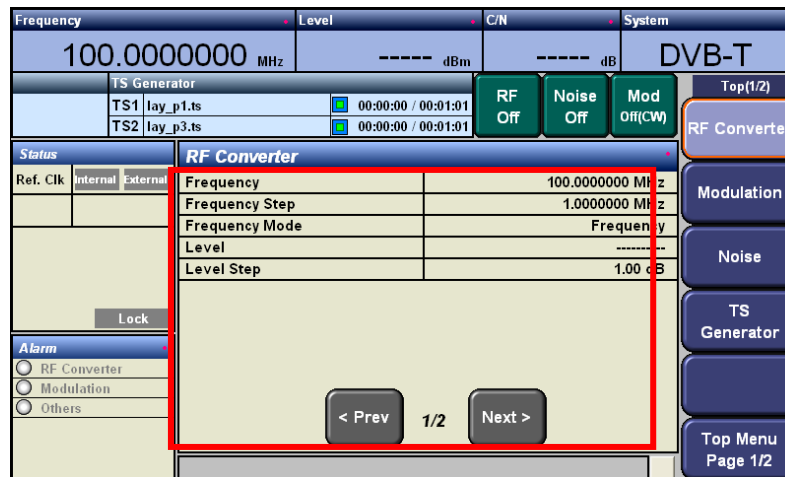 Frequency Level C/N System
100.0000000 MHz ----- dBm ----- dB DVB-T
TS Generator
TS1 lay_p1.ts 00:00:00 / 00:01:01
TS2 lay_p3.ts 00:00:00 / 00:01:01
RF Off
Noise Off
Mod Off(CW)
Top(1/2)
RF Converte
Modulation
Noise
TS Generator
Top Menu Page 1/2
Status
Ref. Clk Internal External
Lock
Alarm
RF Converter
Modulation
Others
RF Converter
Frequency 100.0000000 MHz
Frequency Step 1.0000000 MHz
Frequency Mode Frequency
Level ---------
Level Step 1.00 dB
< Prev 1/2 Next >